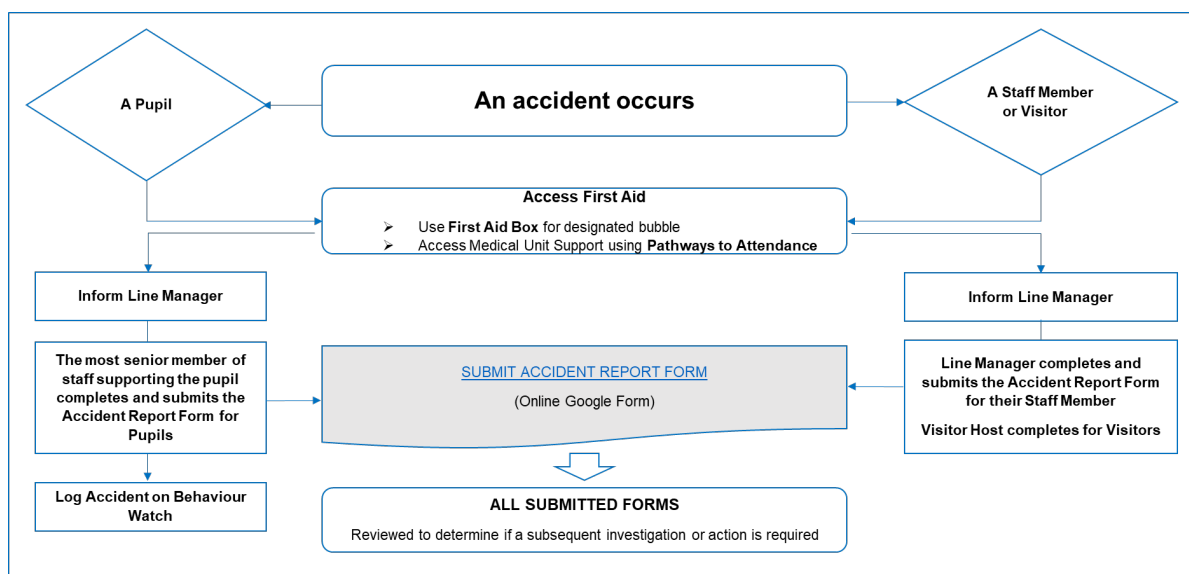 A Pupil
An accident occurs
A Staff Member
or Visitor
Access First Aid
➢ Use First Aid Box for designated bubble
➢ Access Medical Unit Support using Pathways to Attendance
Inform Line Manager
Inform Line Manager
The most senior member of
staff supporting the pupil
completes and submits the
Accident Report Form for
Pupils
SUBMIT ACCIDENT REPORT FORM
(Online Google Form)
Line Manager completes and
submits the Accident Report Form
for their Staff Member
Visitor Host completes for Visitors
Log Accident on Behaviour
Watch
ALL SUBMITTED FORMS
Reviewed to determine if a subsequent investigation or action is required